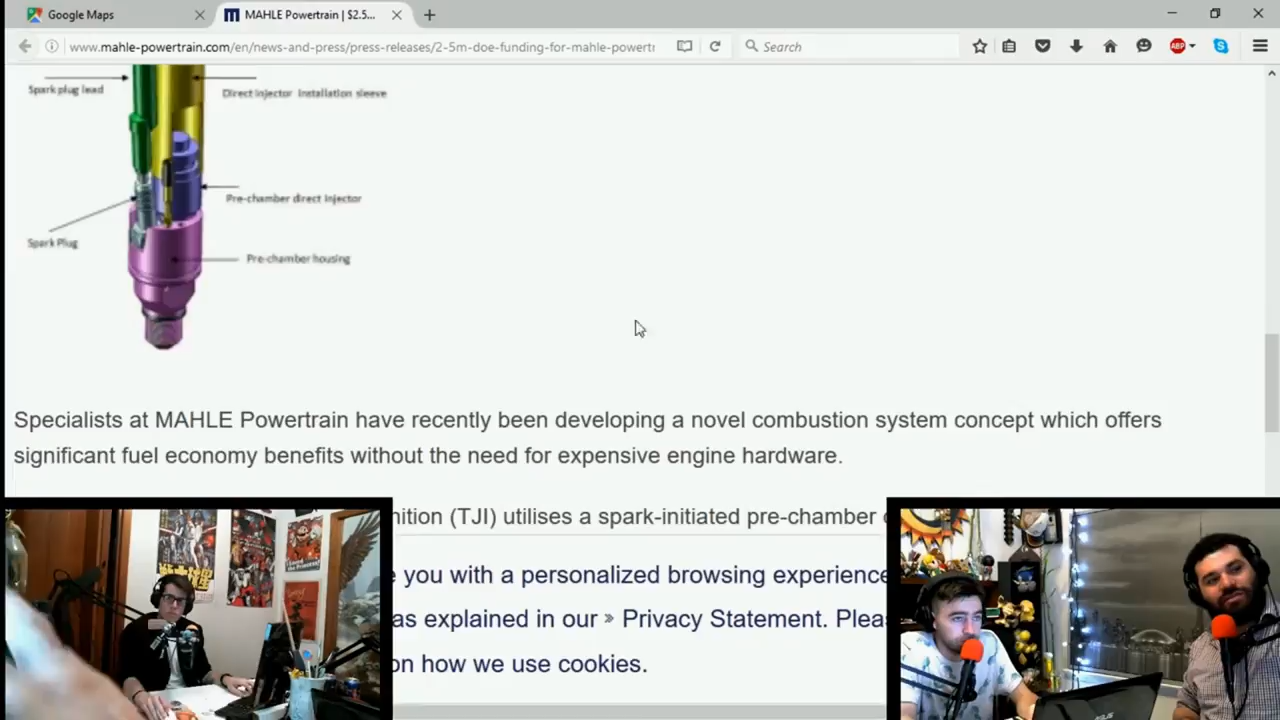 Google Maps
MAHLE Powertrain | $2.5...
www.mahle-powertrain.com/en/news-and-press/press-releases/2-5m-doe-funding-for-mahle-powertr
Search
ABP
Spark plug lead
Direct injector installation sleeve
Pre-chamber direct injector
Spark Plug
Pre-chamber housing
Specialists at MAHLE Powertrain have recently been developing a novel combustion system concept which offers
significant fuel economy benefits without the need for expensive engine hardware.
nition (TJI) utilises a spark-initiated pre-chamber
e you with a personalized browsing experience
as explained in our » Privacy Statement. Pleas
on how we use cookies.